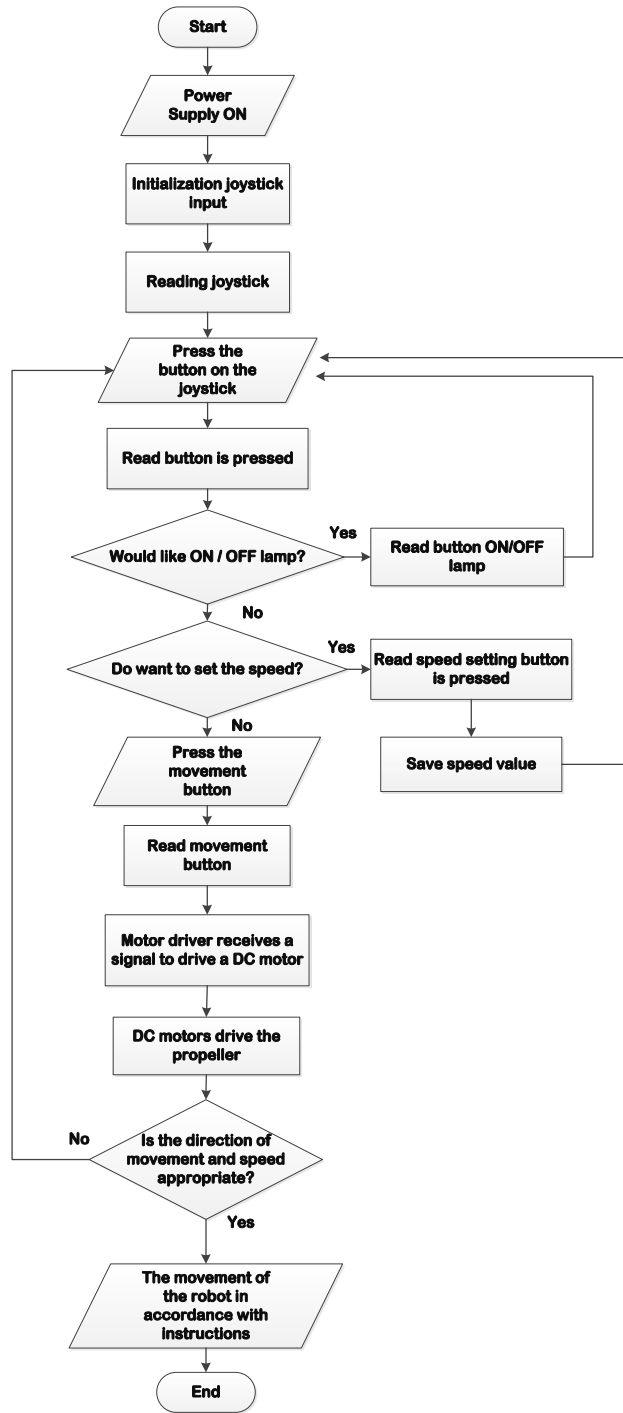 Start
Power
Supply ON
Initialization joystick
input
Reading joystick
Press the
button on the
joystick
Read button is pressed
Would like ON / OFF lamp?
Yes
Read button ON/OFF
lamp
No
Do want to set the speed?
Yes
Read speed setting button
is pressed
No
Save speed value
Press the
movement
button
Read movement
button
Motor driver receives a
signal to drive a DC motor
DC motors drive the
propeller
No
Is the direction of
movement and speed
appropriate?
Yes
The movement of
the robot in
accordance with
instructions
End